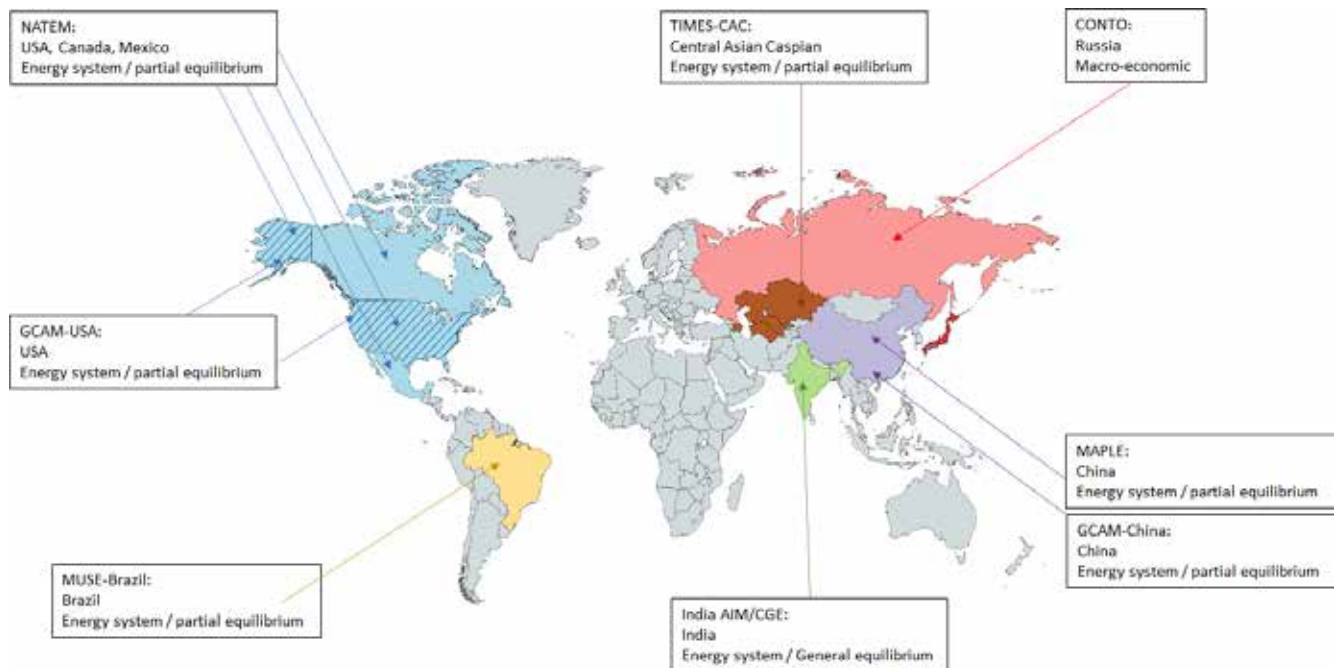 NATEM:
USA, Canada, Mexico
Energy system / partial equilibrium
TIMES-CAC:
Central Asian Caspian
Energy system / partial equilibrium
CONTO:
Russia
Macro-economic
GCAM-USA:
USA
Energy system / partial equilibrium
MAPLE:
China
Energy system / partial equilibrium
GCAM-China:
China
Energy system / partial equilibrium
MUSE-Brazil:
Brazil
Energy system / partial equilibrium
India AIM/CGE:
India
Energy system / General equilibrium